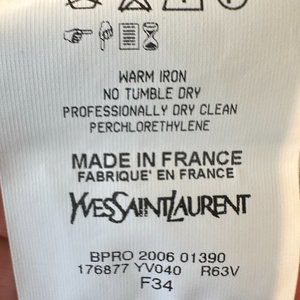 WARM IRON
NO TUMBLE DRY
PROFESSIONALLY DRY CLEAN
PERCHLORETHYLENE
MADE IN FRANCE
FABRIQUE' EN FRANCE
YVESSAINTLAURENT
BPRO 2006 01390
176877 YV040 R63V
F34